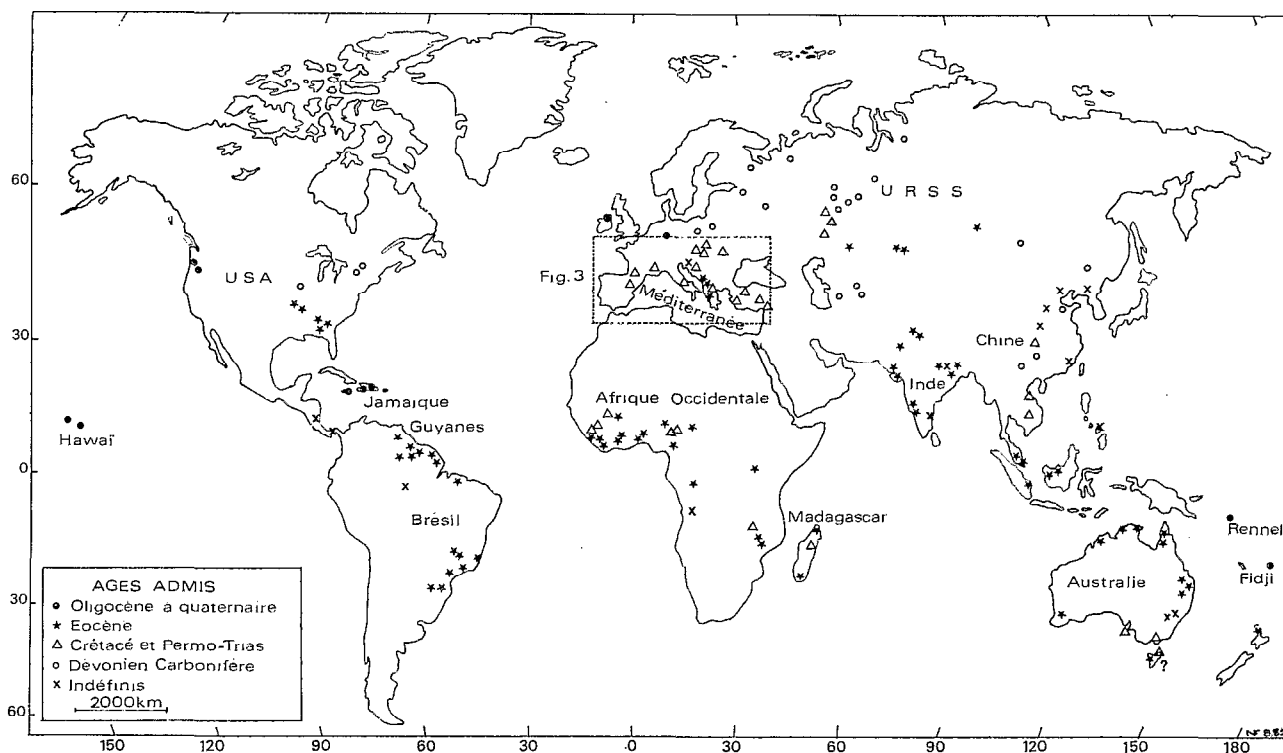 60
30
0
30
60
150
120
90
60
30
0
30
60
90
120
150
180
USA
URSS
Fig.3
Méditerranée
Chine
Inde
Jamaïque
Hawaï
Guyanes
Afrique Occidentale
Brésil
Madagascar
Rennel
Australie
Fidji
?
AGES ADMIS
Oligocène à quaternaire
Eocène
Crétacé et Permo-Trias
Dévonien Carbonifère
Indéfinis
2000km